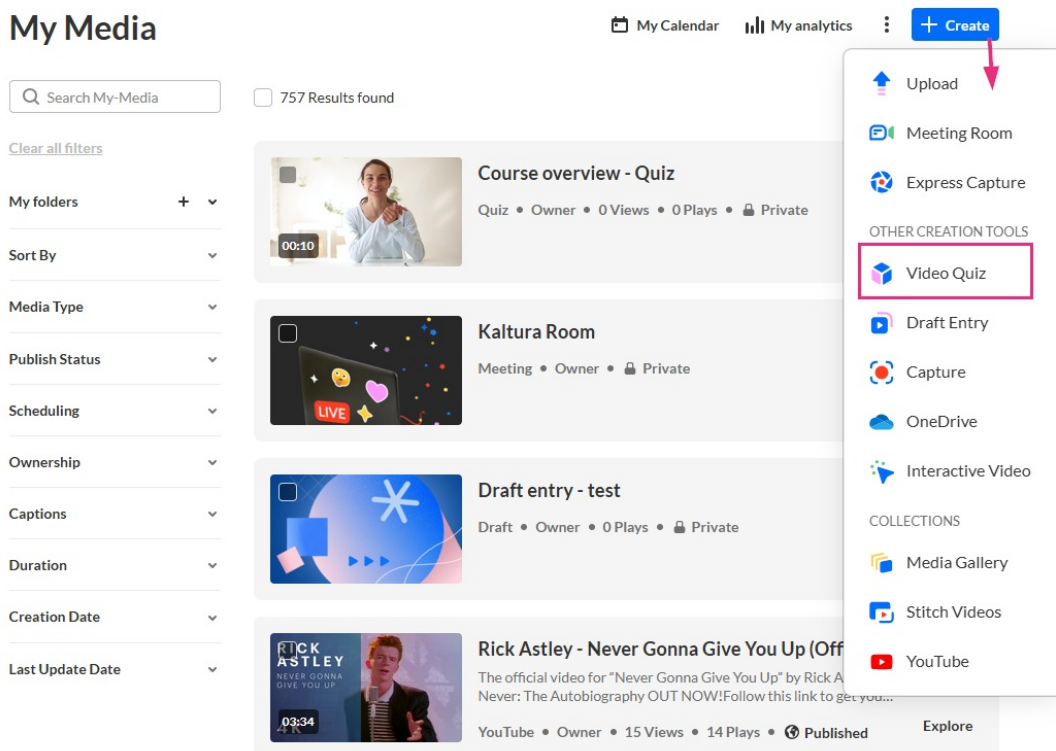 My Media
My Calendar
My analytics
Create
Search My-Media
757 Results found
Clear all filters
My folders
Sort By
Media Type
Publish Status
Scheduling
Ownership
Captions
Duration
Creation Date
Last Update Date
00:10
Course overview - Quiz
Quiz • Owner • 0 Views • 0 Plays • Private
LIVE
Kaltura Room
Meeting • Owner • Private
Draft entry - test
Draft • Owner • 0 Plays • Private
RICK
ASTLEY
NEVER GONNA
GIVE YOU UP
4K
03:34
Rick Astley - Never Gonna Give You Up (Off
The official video for “Never Gonna Give You Up” by Rick A
Never: The Autobiography OUT NOW!Follow this link to get you...
YouTube • Owner • 15 Views • 14 Plays • Published
Explore
Upload
Meeting Room
Express Capture
OTHER CREATION TOOLS
Video Quiz
Draft Entry
Capture
OneDrive
Interactive Video
COLLECTIONS
Media Gallery
Stitch Videos
YouTube